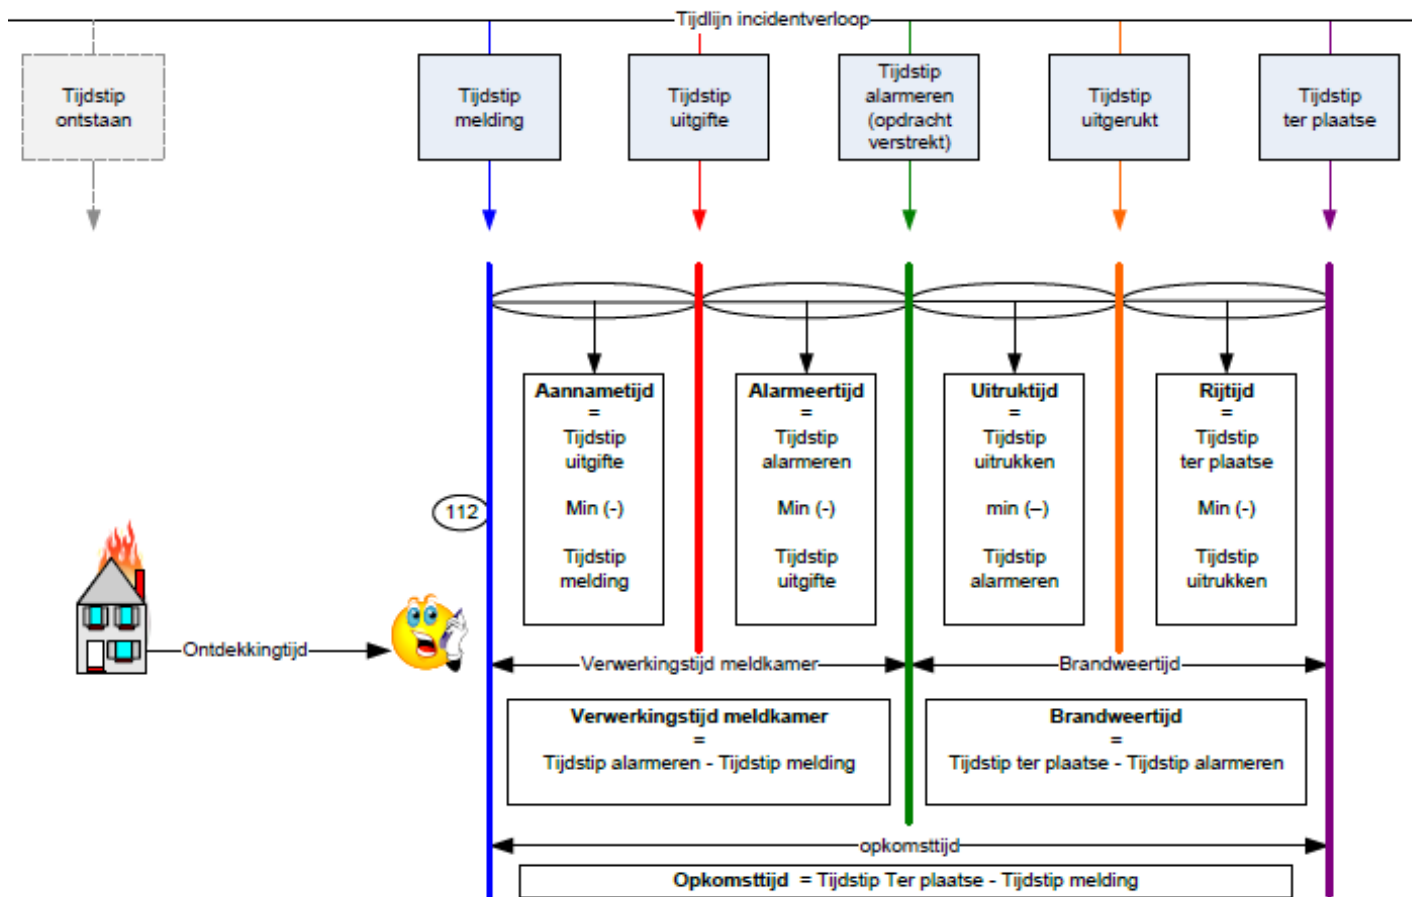 Tijdlijn incidentverloop
Tijdstip
ontstaan
Tijdstip
melding
Tijdstip
uitgifte
Tijdstip
alarmeren
(opdracht
verstrekt)
Tijdstip
uitgerukt
Tijdstip
ter plaatse
Aannametijd
=
Tijdstip
uitgifte
Min (-)
Tijdstip
melding
Alarmeertijd
=
Tijdstip
alarmeren
Min (-)
Tijdstip
uitgifte
Uitruktijd
=
Tijdstip
uitrukken
min (–)
Tijdstip
alarmeren
Rijtijd
=
Tijdstip
ter plaatse
Min (-)
Tijdstip
uitrukken
112
Ontdekkingtijd
Verwerkingstijd meldkamer
Brandweertijd
Verwerkingstijd meldkamer
=
Tijdstip alarmeren - Tijdstip melding
Brandweertijd
=
Tijdstip ter plaatse - Tijdstip alarmeren
opkomsttijd
Opkomsttijd = Tijdstip Ter plaatse - Tijdstip melding